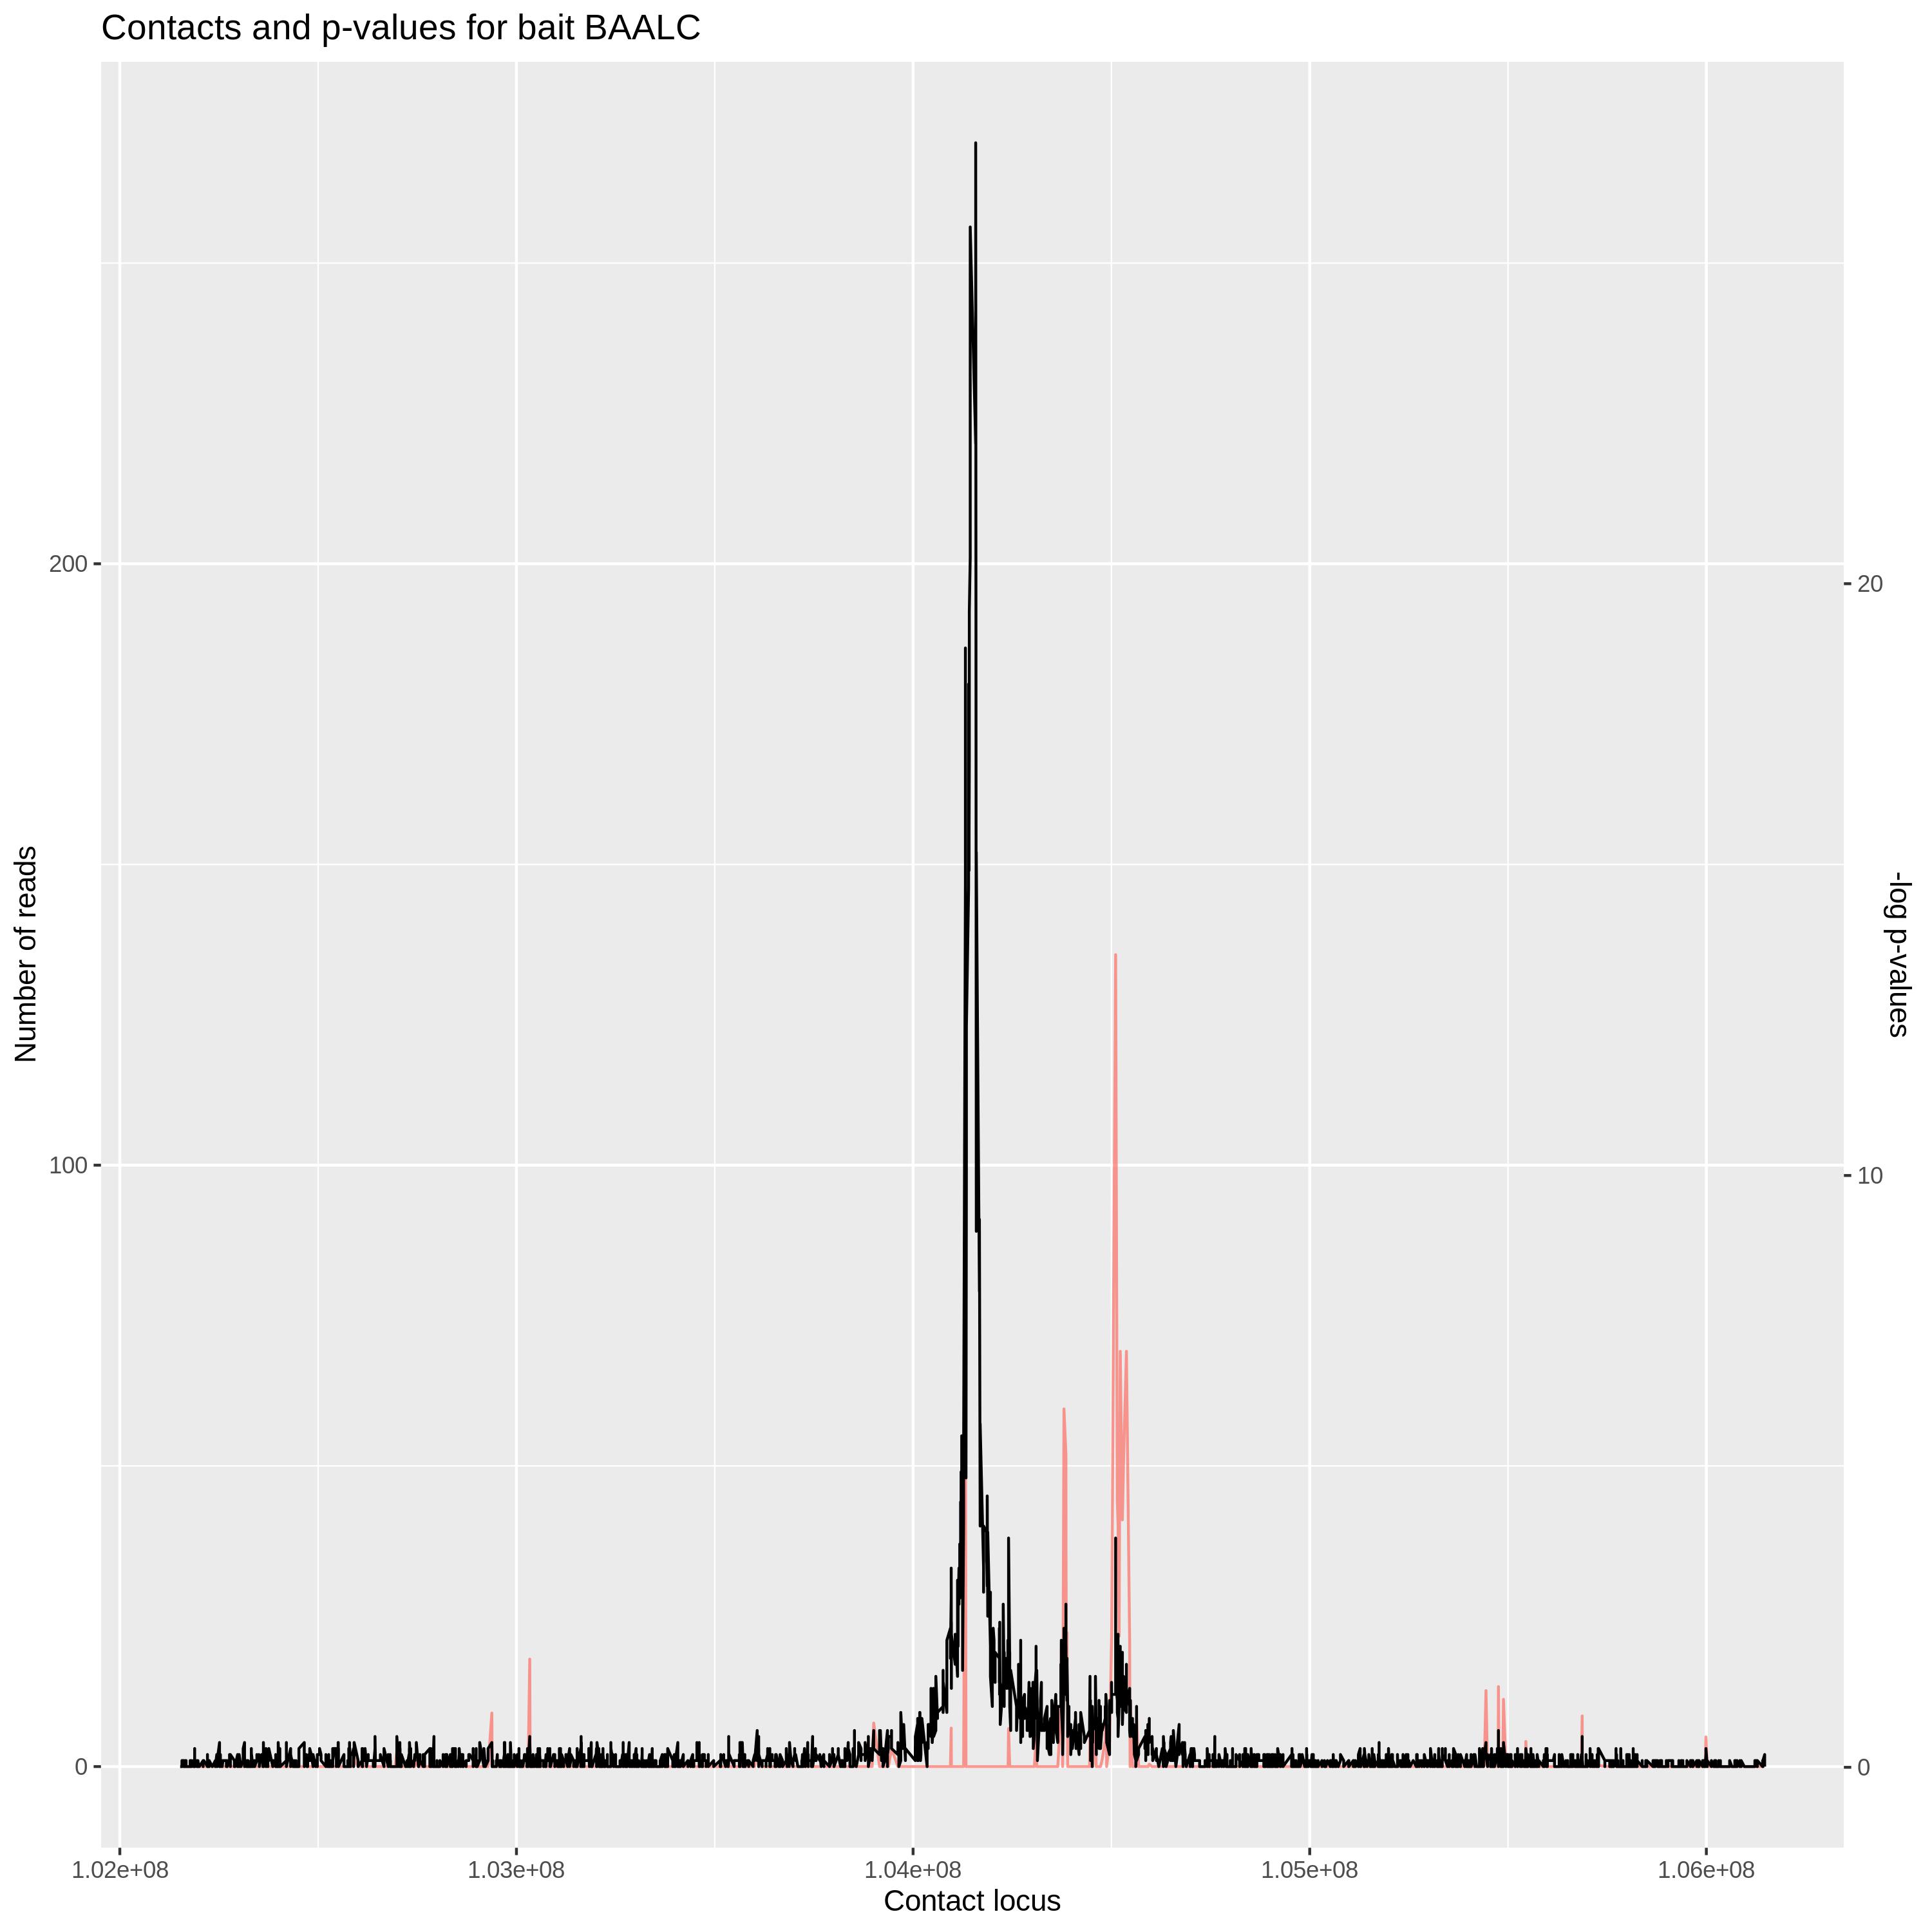 Contacts and p-values for bait BAALC
Number of reads
200
100
0
20
10
0
-log p-values
1.02e+08
1.03e+08
1.04e+08
1.05e+08
1.06e+08
Contact locus